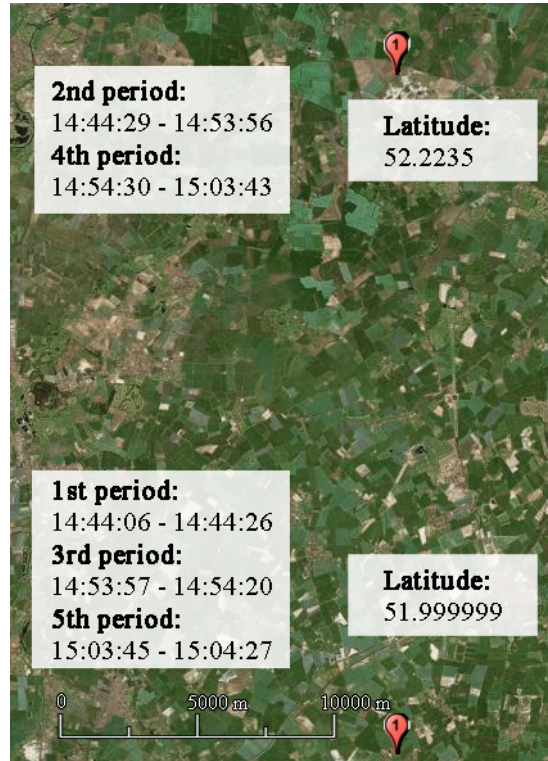 1
2nd period:
14:44:29 - 14:53:56
4th period:
14:54:30 - 15:03:43
Latitude:
52.2235
1st period:
14:44:06 - 14:44:26
3rd period:
14:53:57 - 14:54:20
5th period:
15:03:45 - 15:04:27
Latitude:
51.999999
0 5000 m 10000 m
1